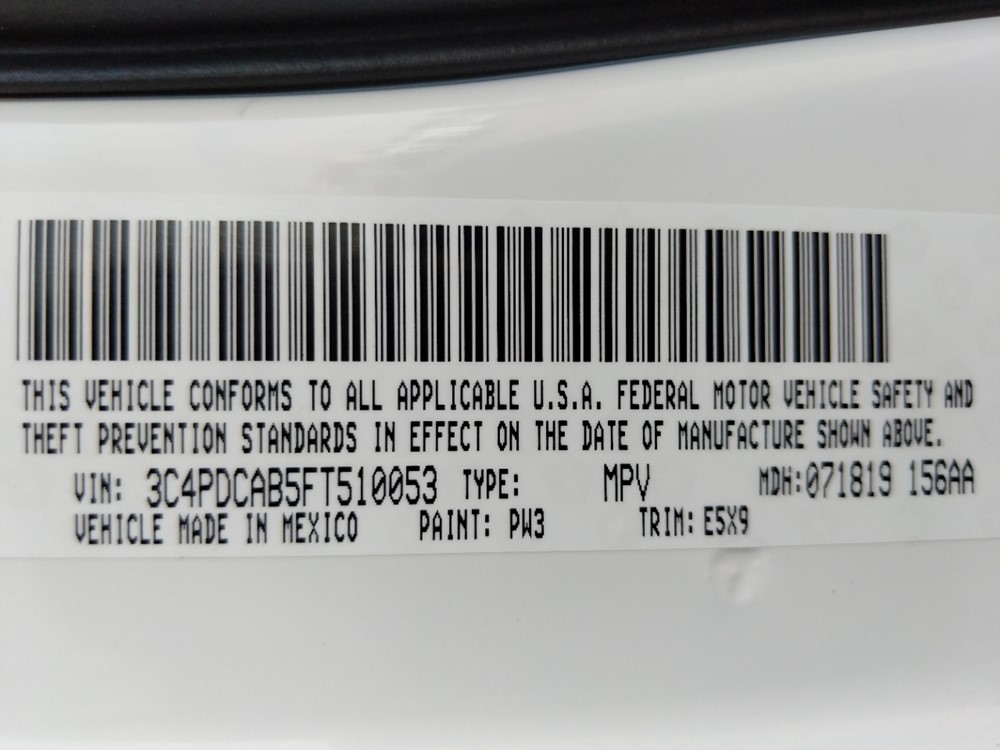 THIS VEHICLE CONFORMS TO ALL APPLICABLE U.S.A. FEDERAL MOTOR VEHICLE SAFETY AND
THEFT PREVENTION STANDARDS IN EFFECT ON THE DATE OF MANUFACTURE SHOWN ABOVE.
VIN: 3C4PDCAB5FT510053 TYPE: MPV MDH:071819 156AA
VEHICLE MADE IN MEXICO PAINT: PW3 TRIM: E5X9